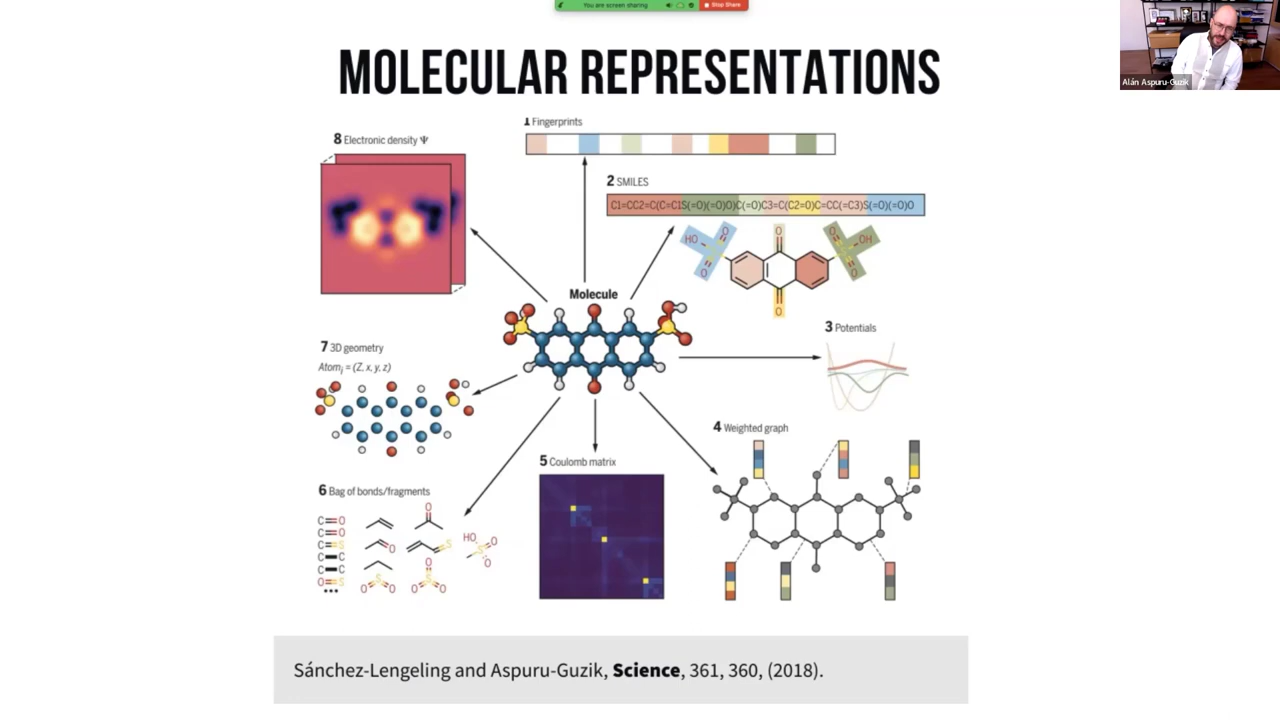 You are screen sharing
Stop Share
Alán Aspuru-Guzik
MOLECULAR REPRESENTATIONS
8 Electronic density Ψ
1 Fingerprints
2 SMILES
C1=CC2=C(C=C1S(=O)(=O)O)C(=O)C3=C(C2=O)C=CC(=C3)S(=O)(=O)O
HO
O
O
O
O
O
O
OH
Molecule
3 Potentials
7 3D geometry
Atomi = (Z, x, y, z)
4 Weighted graph
5 Coulomb matrix
6 Bag of bonds/fragments
C=O
C=O
C=S
C–C
C–C
O=S
•••
O
O
S
O
S
O
O
S
O
HO
S
O
O
Sánchez-Lengeling and Aspuru-Guzik, Science, 361, 360, (2018).